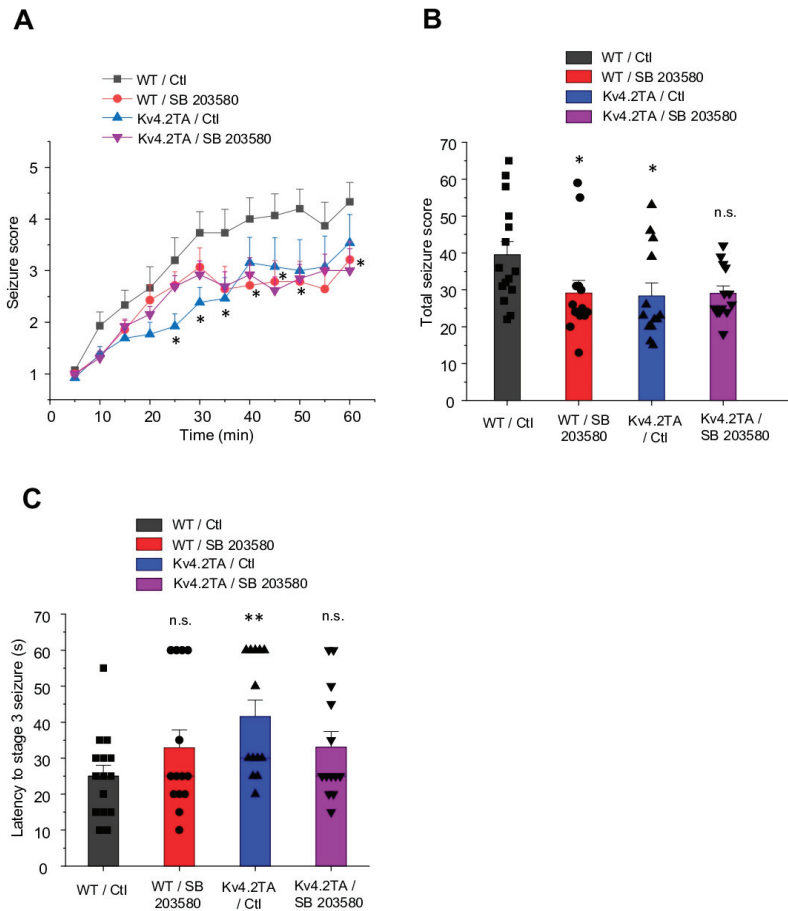 A
WT / Ctl
WT / SB 203580
Kv4.2TA / Ctl
Kv4.2TA / SB 203580
5
4
3
2
1
Seizure score
*
*
*
*
*
*
*
0 10 20 30 40 50 60
Time (min)
B
WT / Ctl
WT / SB 203580
Kv4.2TA / Ctl
Kv4.2TA / SB 203580
70
60
50
40
30
20
10
0
Total seizure score
*
*
n.s.
WT / Ctl
WT / SB
203580
Kv4.2TA
/ Ctl
Kv4.2TA /
SB 203580
C
WT / Ctl
WT / SB 203580
Kv4.2TA / Ctl
Kv4.2TA / SB 203580
70
60
50
40
30
20
10
0
Latency to stage 3 seizure (s)
n.s.
**
n.s.
WT / Ctl
WT / SB
203580
Kv4.2TA
/ Ctl
Kv4.2TA /
SB 203580